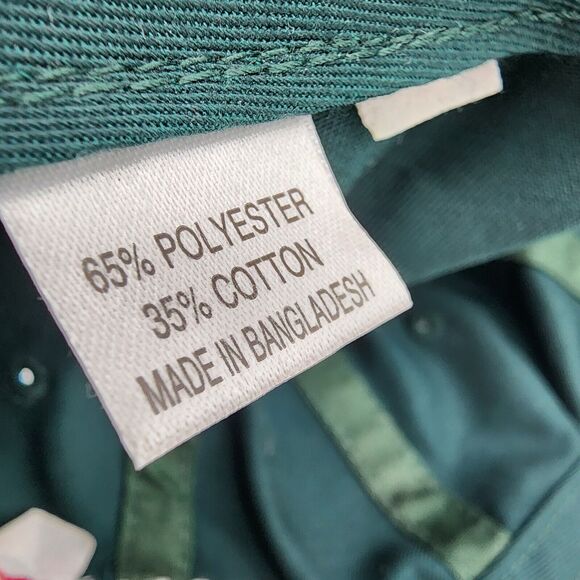 65% POLYESTER
35% COTTON
MADE IN BANGLADESH